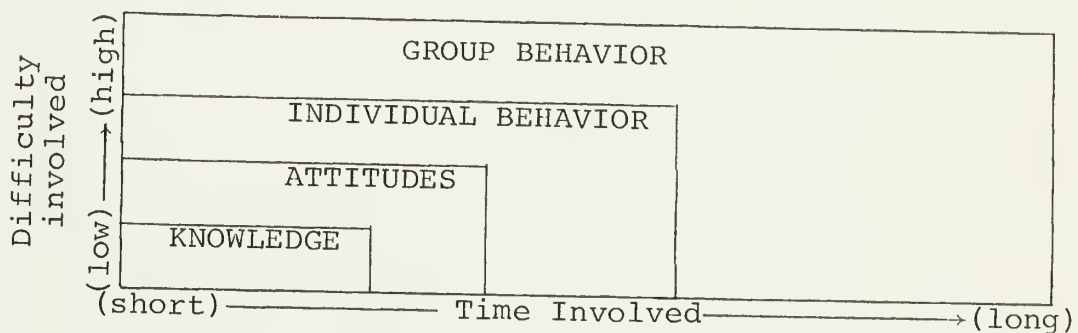 GROUP BEHAVIOR
INDIVIDUAL BEHAVIOR
ATTITUDES
KNOWLEDGE
Difficulty
involved
(low)
(high)
(short)
Time Involved
(long)